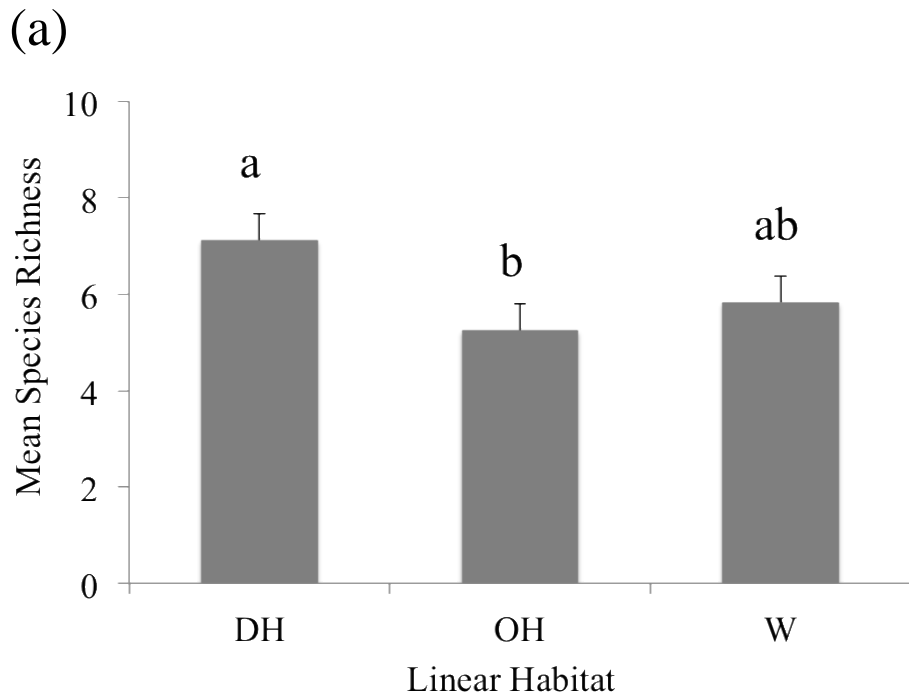 (a)
Mean Species Richness
10
8
6
4
2
0
a
b
ab
DH OH W
Linear Habitat